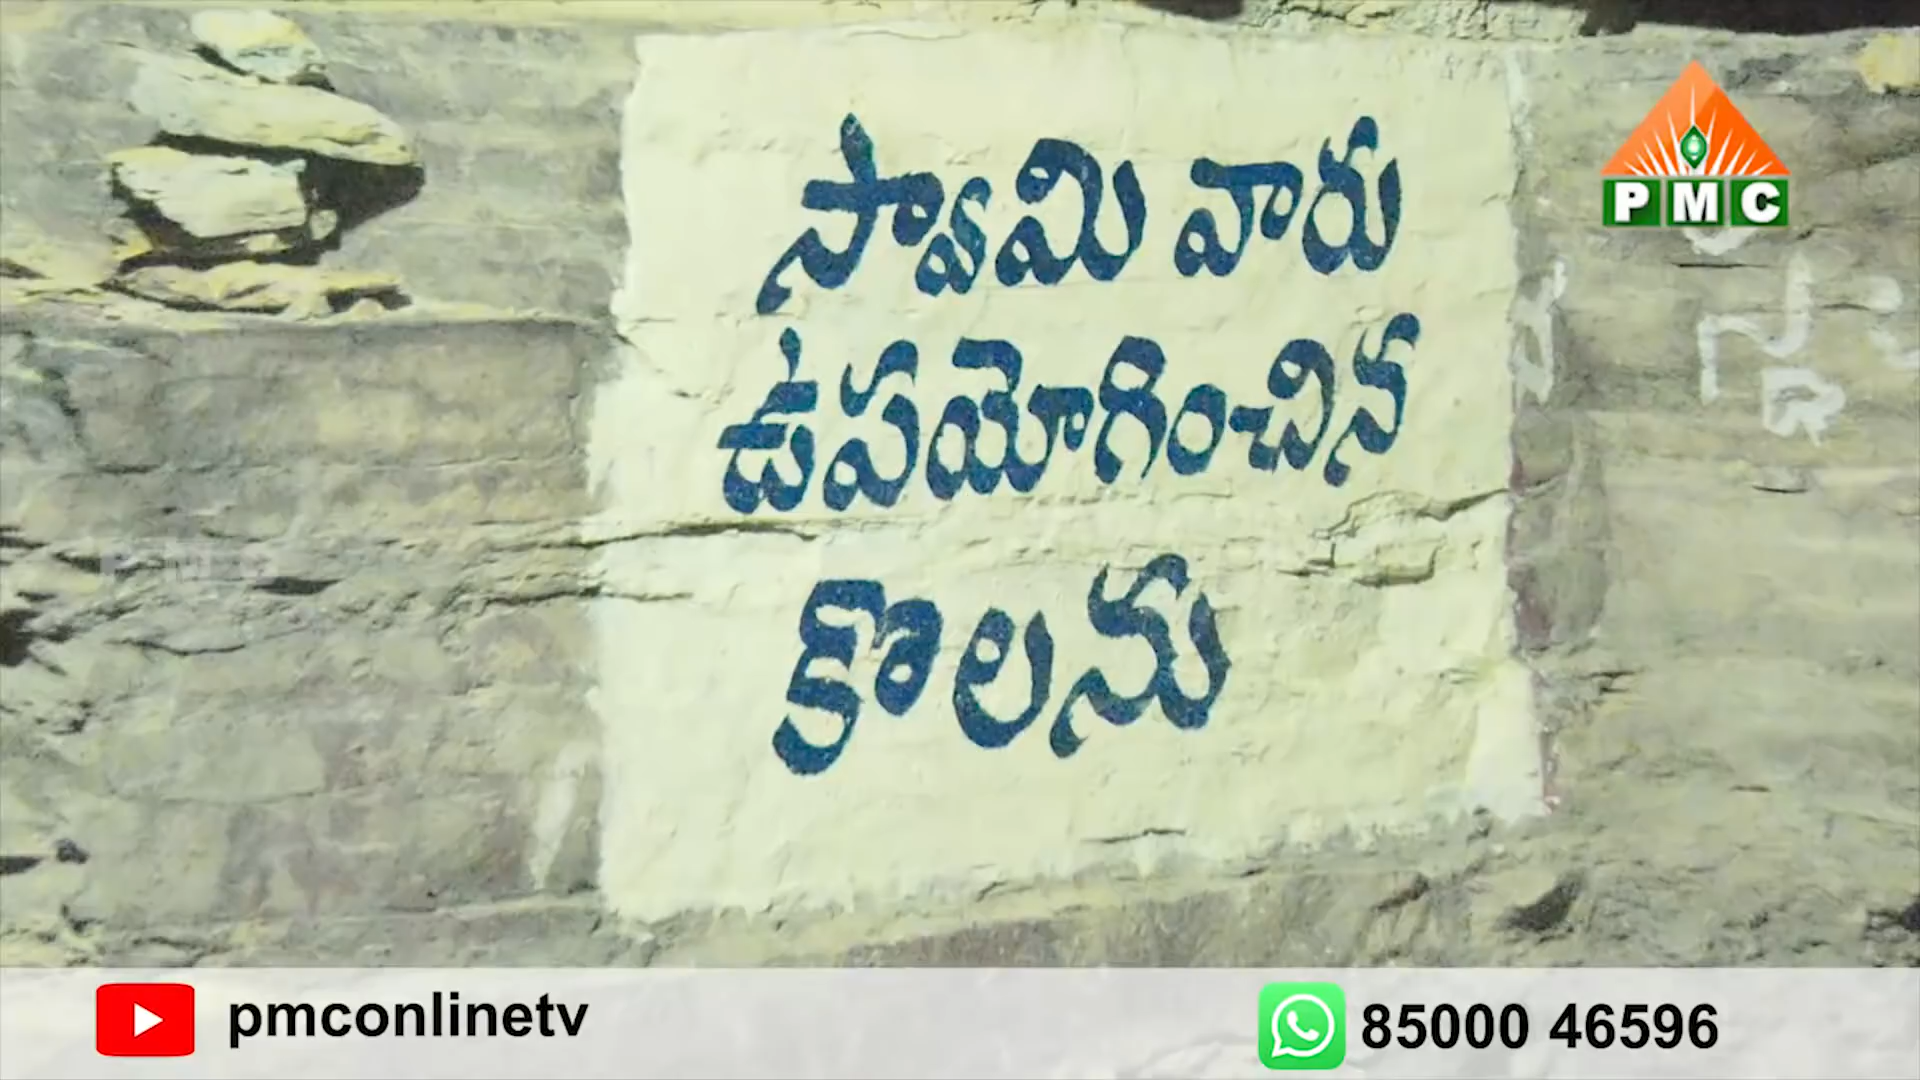 స్వామి వారు
ఉపయోగించిన
కొలను
PMC
pmconlinetv
85000 46596